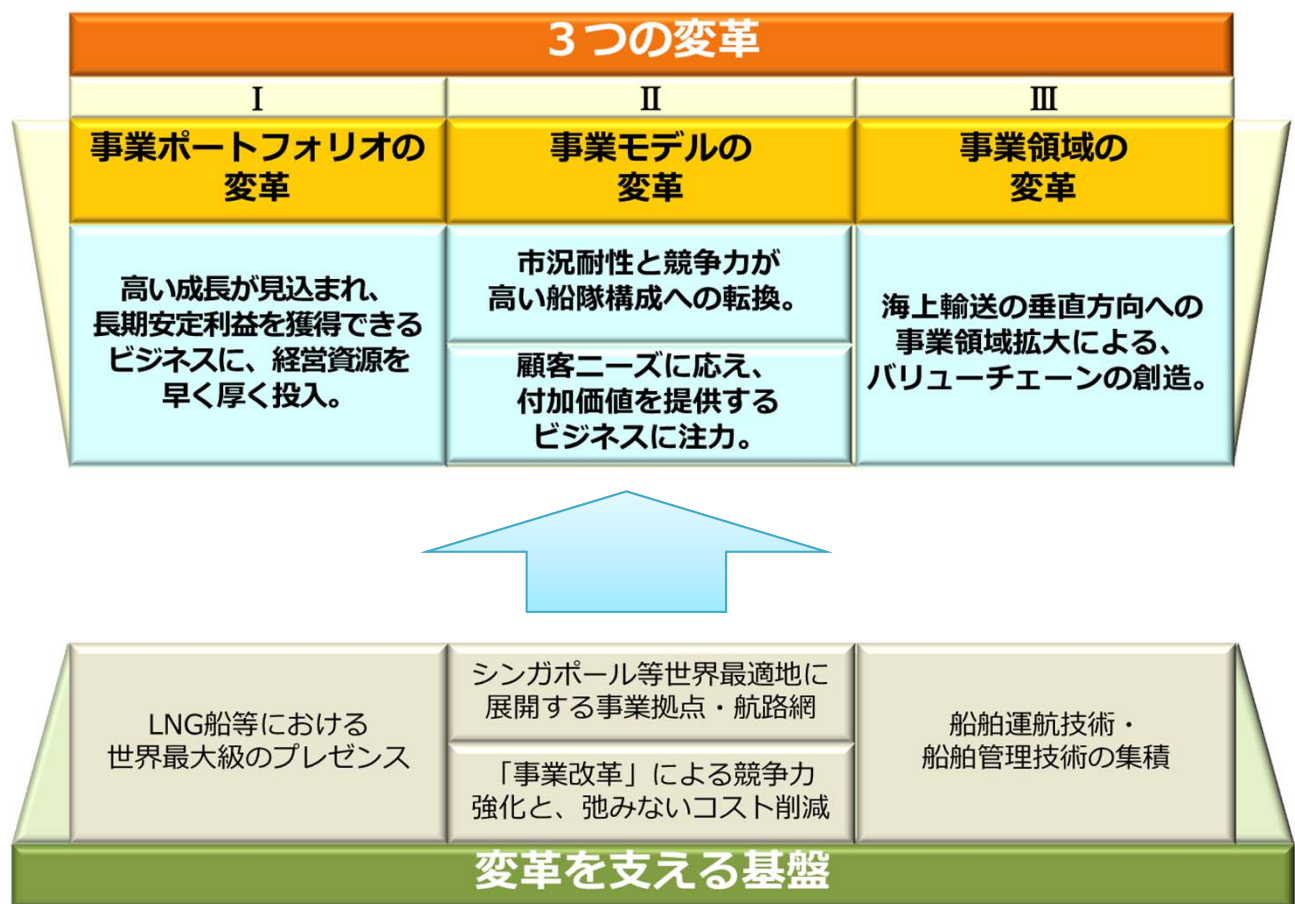 ３つの変革
Ⅰ
Ⅱ
Ⅲ
事業ポートフォリオの
変革
事業モデルの
変革
事業領域の
変革
高い成長が見込まれ、
長期安定利益を獲得できる
ビジネスに、経営資源を
早く厚く投入。
市況耐性と競争力が
高い船隊構成への転換。
顧客ニーズに応え、
付加価値を提供する
ビジネスに注力。
海上輸送の垂直方向への
事業領域拡大による、
バリューチェーンの創造。
LNG船等における
世界最大級のプレゼンス
シンガポール等世界最適地に
展開する事業拠点・航路網
「事業改革」による競争力
強化と、弛みないコスト削減
船舶運航技術・
船舶管理技術の集積
変革を支える基盤